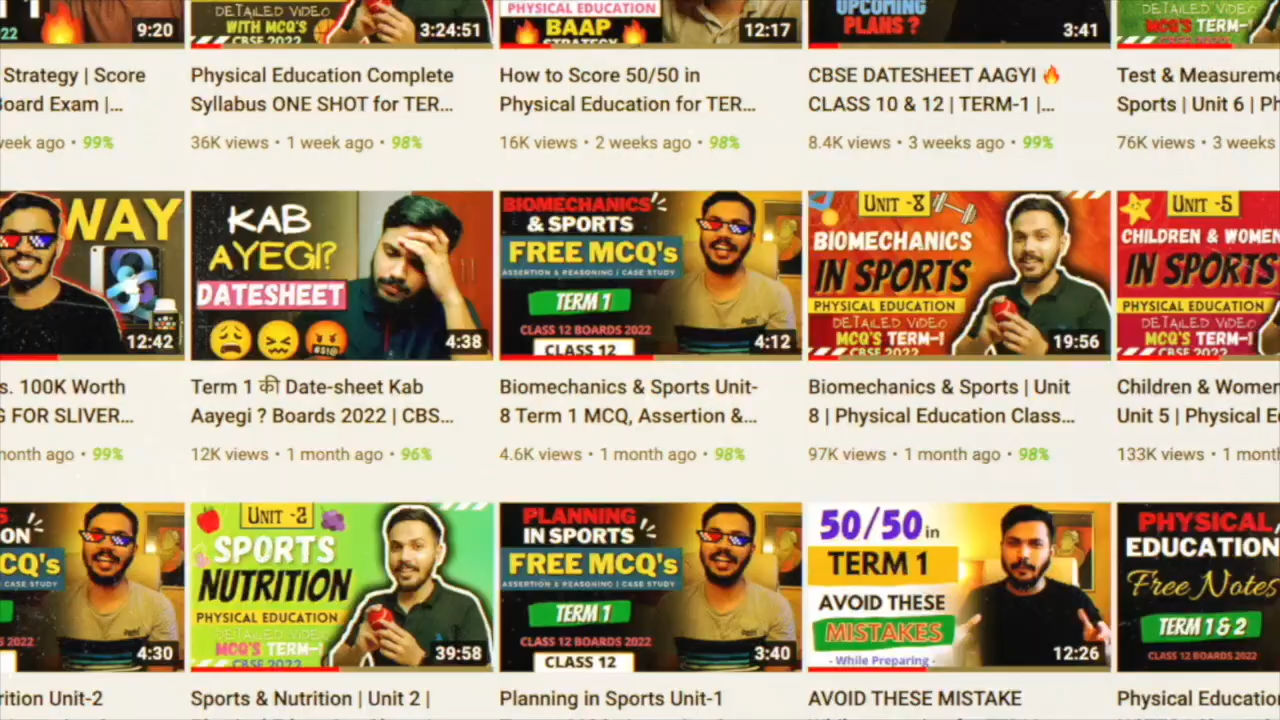 22
9:20
DETAILED VIDEO
WITH MCQ'S
CBSE 2022
3:24:51
PHYSICAL EDUCATION
BAAP
STRATEGY
12:17
UPCOMING
PLANS ?
3:41
DETAILED VIDEO
MCQ'S TERM-1
CBSE 2022
Strategy | Score
Board Exam |...
week ago • 99%
Physical Education Complete
Syllabus ONE SHOT for TER...
36K views • 1 week ago • 98%
How to Score 50/50 in
Physical Education for TER...
16K views • 2 weeks ago • 98%
CBSE DATESHEET AAGYI 🔥
CLASS 10 & 12 | TERM-1 |...
8.4K views • 3 weeks ago • 99%
Test & Measureme
Sports | Unit 6 | Ph
76K views • 3 weeks
WAY
12:42
KAB
AYEGI?
DATESHEET
4:38
BIOMECHANICS
& SPORTS
FREE MCQ's
ASSERTION & REASONING / CASE STUDY
TERM 1
CLASS 12 BOARDS 2022
CLASS 12
4:12
UNIT -8
BIOMECHANICS
IN SPORTS
PHYSICAL EDUCATION
DETAILED VIDEO
MCQ'S TERM-1
CBSE 2022
19:56
UNIT -5
CHILDREN & WOMEN
IN SPORTS
PHYSICAL EDUCATION
DETAILED VIDEO
MCQ'S TERM-1
CBSE 2022
s. 100K Worth
G FOR SLIVER...
month ago • 99%
Term 1 की Date-sheet Kab
Aayegi ? Boards 2022 | CBS...
12K views • 1 month ago • 96%
Biomechanics & Sports Unit-
8 Term 1 MCQ, Assertion &...
4.6K views • 1 month ago • 98%
Biomechanics & Sports | Unit
8 | Physical Education Class...
97K views • 1 month ago • 98%
Children & Women
Unit 5 | Physical E
133K views • 1 mont
S
ON
CQ's
CASE STUDY
2022
4:30
UNIT -2
SPORTS
NUTRITION
PHYSICAL EDUCATION
DETAILED VIDEO
MCQ'S TERM-1
CBSE 2022
39:58
PLANNING
IN SPORTS
FREE MCQ's
ASSERTION & REASONING / CASE STUDY
TERM 1
CLASS 12 BOARDS 2022
CLASS 12
3:40
50/50 in
TERM 1
AVOID THESE
MISTAKES
- While Preparing -
12:26
PHYSICAL
EDUCATION
Free Notes
TERM 1 & 2
CLASS 12 BOARDS 2022
rition Unit-2
Sports & Nutrition | Unit 2 |
Planning in Sports Unit-1
AVOID THESE MISTAKE
Physical Educatio